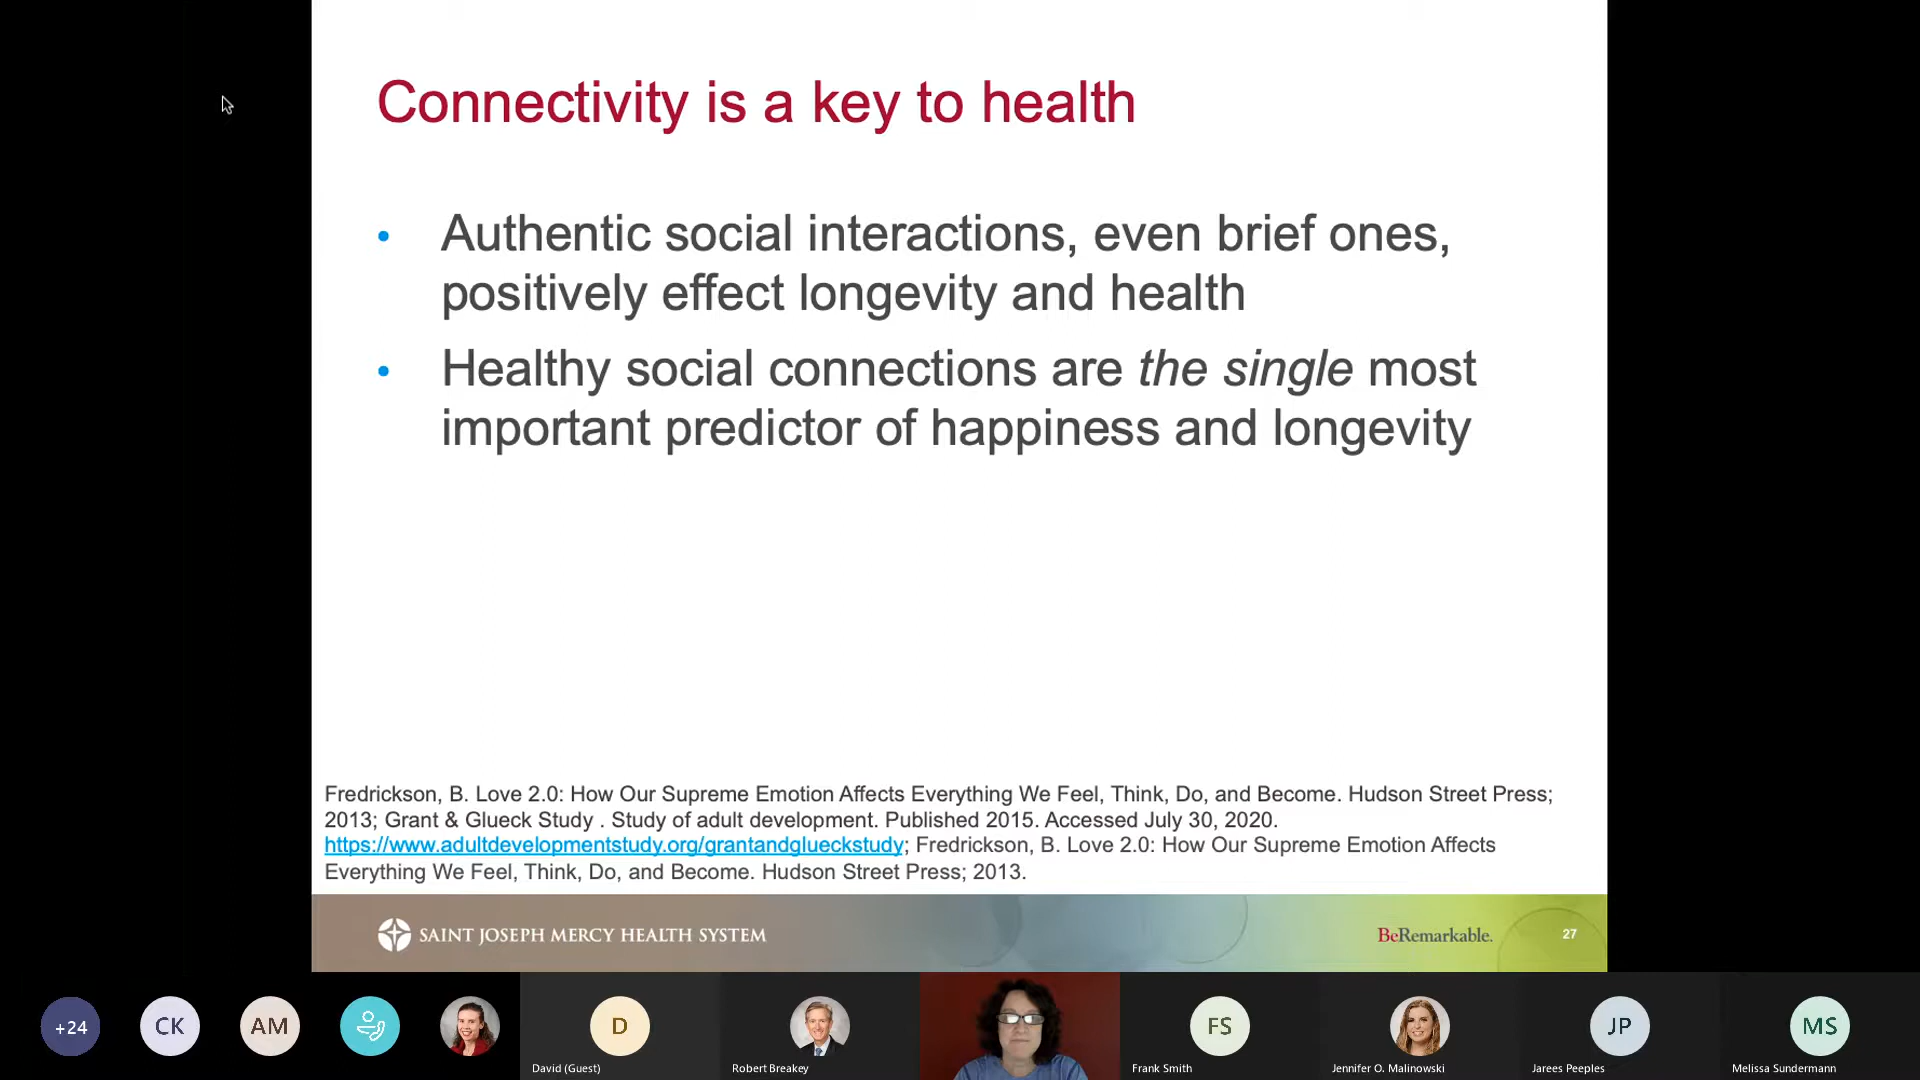 Connectivity is a key to health
• Authentic social interactions, even brief ones,
positively effect longevity and health
• Healthy social connections are the single most
important predictor of happiness and longevity
Fredrickson, B. Love 2.0: How Our Supreme Emotion Affects Everything We Feel, Think, Do, and Become. Hudson Street Press;
2013; Grant & Glueck Study . Study of adult development. Published 2015. Accessed July 30, 2020.
https://www.adultdevelopmentstudy.org/grantandglueckstudy; Fredrickson, B. Love 2.0: How Our Supreme Emotion Affects
Everything We Feel, Think, Do, and Become. Hudson Street Press; 2013.
SAINT JOSEPH MERCY HEALTH SYSTEM
BeRemarkable.
27
+24
CK
AM
D
FS
JP
MS
David (Guest)
Robert Breakey
Frank Smith
Jennifer O. Malinowski
Jarees Peeples
Melissa Sundermann